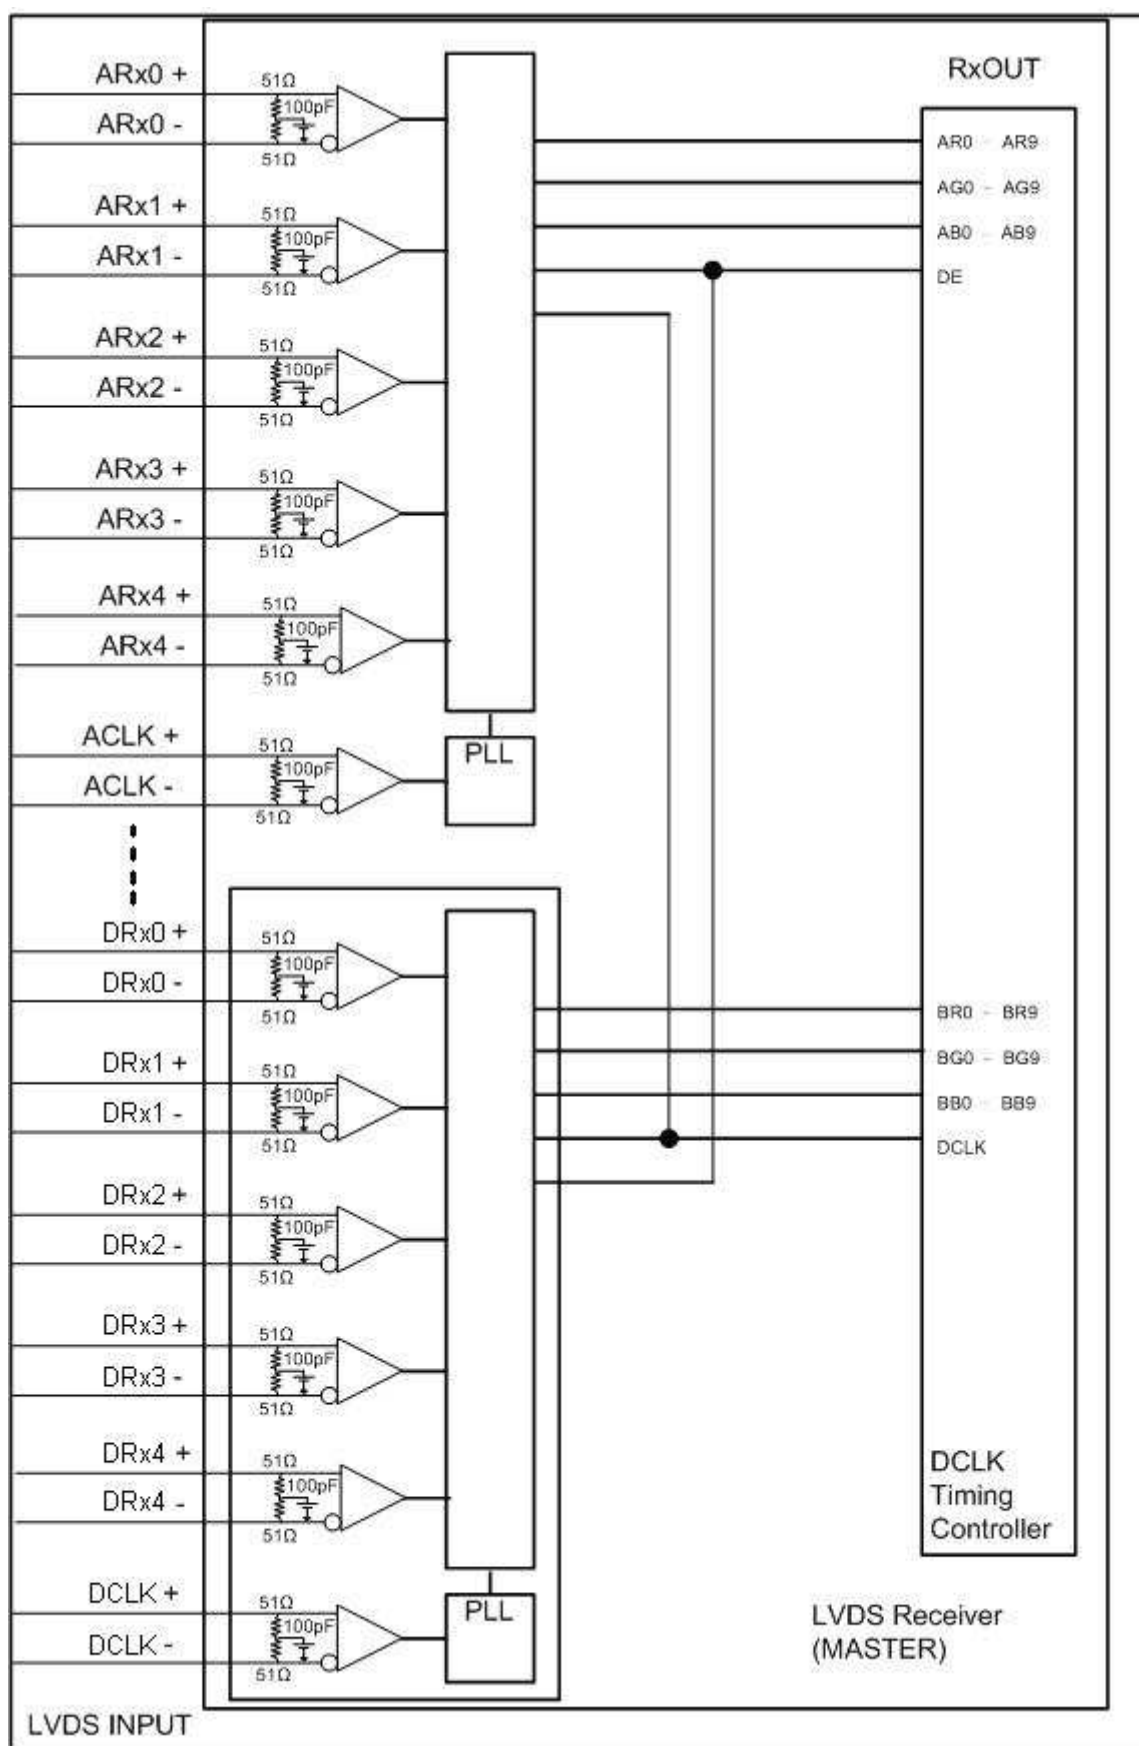 RxOUT
ARx0 +
51Ω
100pF
ARx0 -
51Ω
AR0 - AR9
AG0 - AG9
ARx1 +
51Ω
100pF
AB0 - AB9
ARx1 -
51Ω
DE
ARx2 +
51Ω
100pF
ARx2 -
51Ω
ARx3 +
51Ω
100pF
ARx3 -
51Ω
ARx4 +
51Ω
100pF
ARx4 -
51Ω
ACLK +
51Ω
100pF
PLL
ACLK -
51Ω
DRx0 +
51Ω
100pF
DRx0 -
51Ω
BR0 - BR9
BG0 - BG9
DRx1 +
51Ω
100pF
BB0 - BB9
DRx1 -
51Ω
DCLK
DRx2 +
51Ω
100pF
DRx2 -
51Ω
DRx3 +
51Ω
100pF
DRx3 -
51Ω
DRx4 +
51Ω
100pF
DRx4 -
51Ω
DCLK
Timing
Controller
DCLK +
51Ω
100pF
PLL
DCLK -
51Ω
LVDS Receiver
(MASTER)
LVDS INPUT